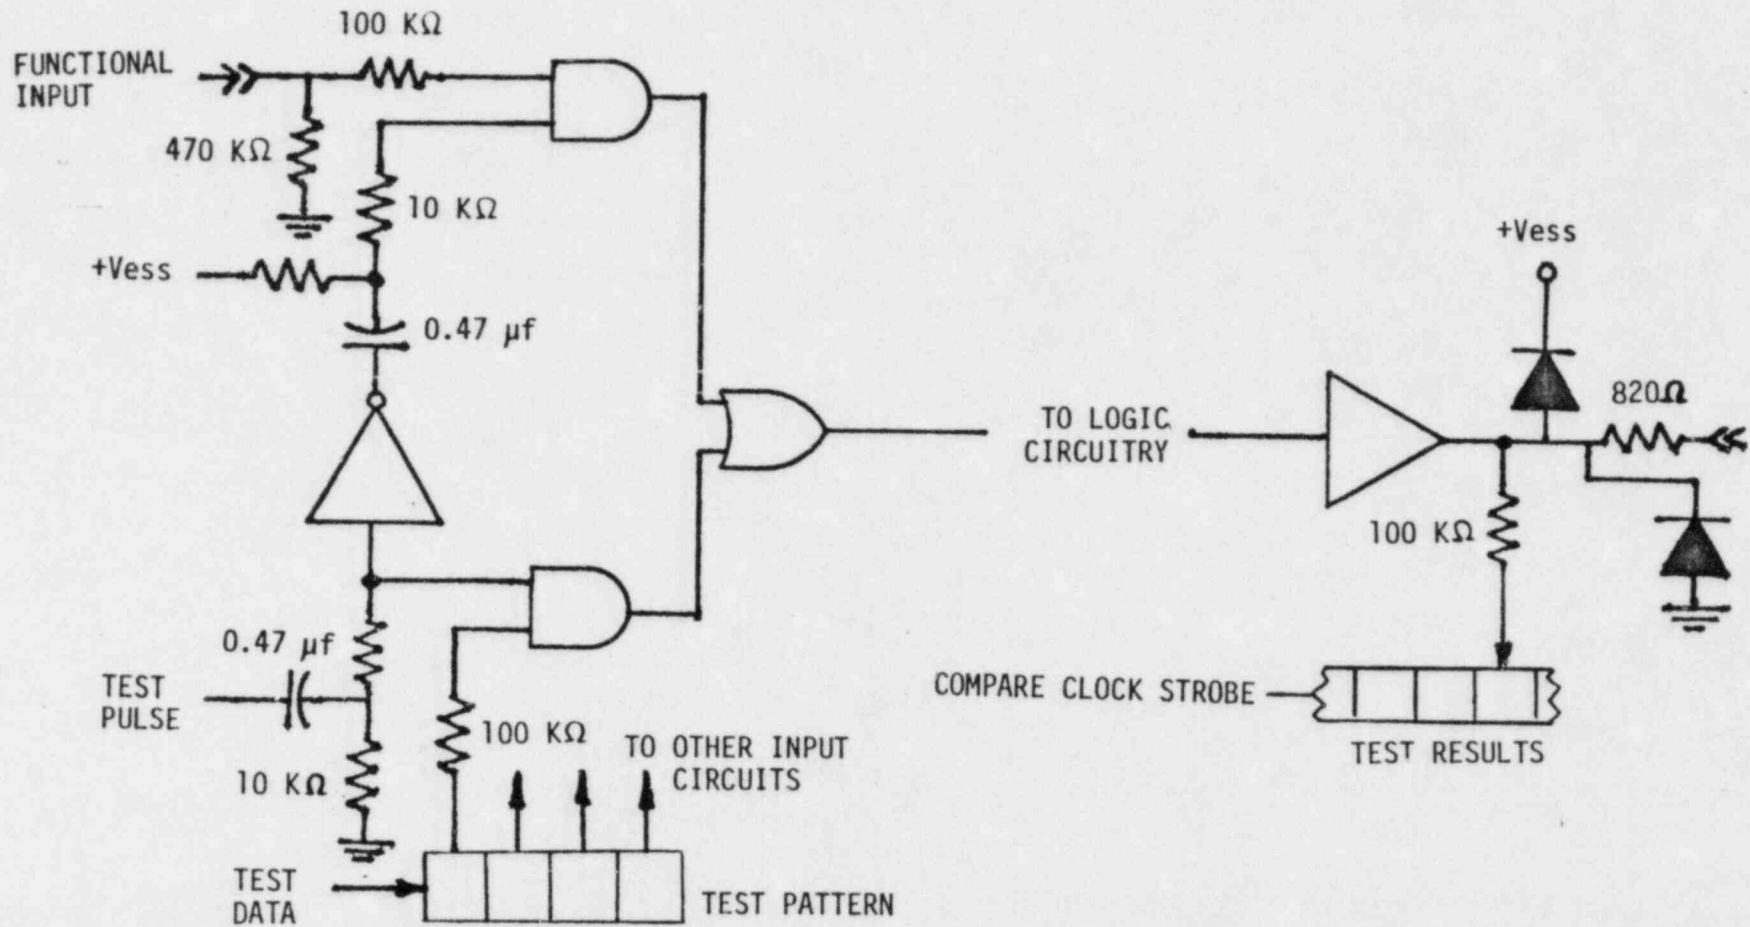 100 KΩ
FUNCTIONAL
INPUT
470 KΩ
10 KΩ
+Vess
0.47 µf
+Vess
820Ω
TO LOGIC
CIRCUITRY
100 KΩ
0.47 µf
TEST
PULSE
COMPARE CLOCK STROBE
100 KΩ
TO OTHER INPUT
CIRCUITS
TEST RESULTS
10 KΩ
TEST
DATA
TEST PATTERN